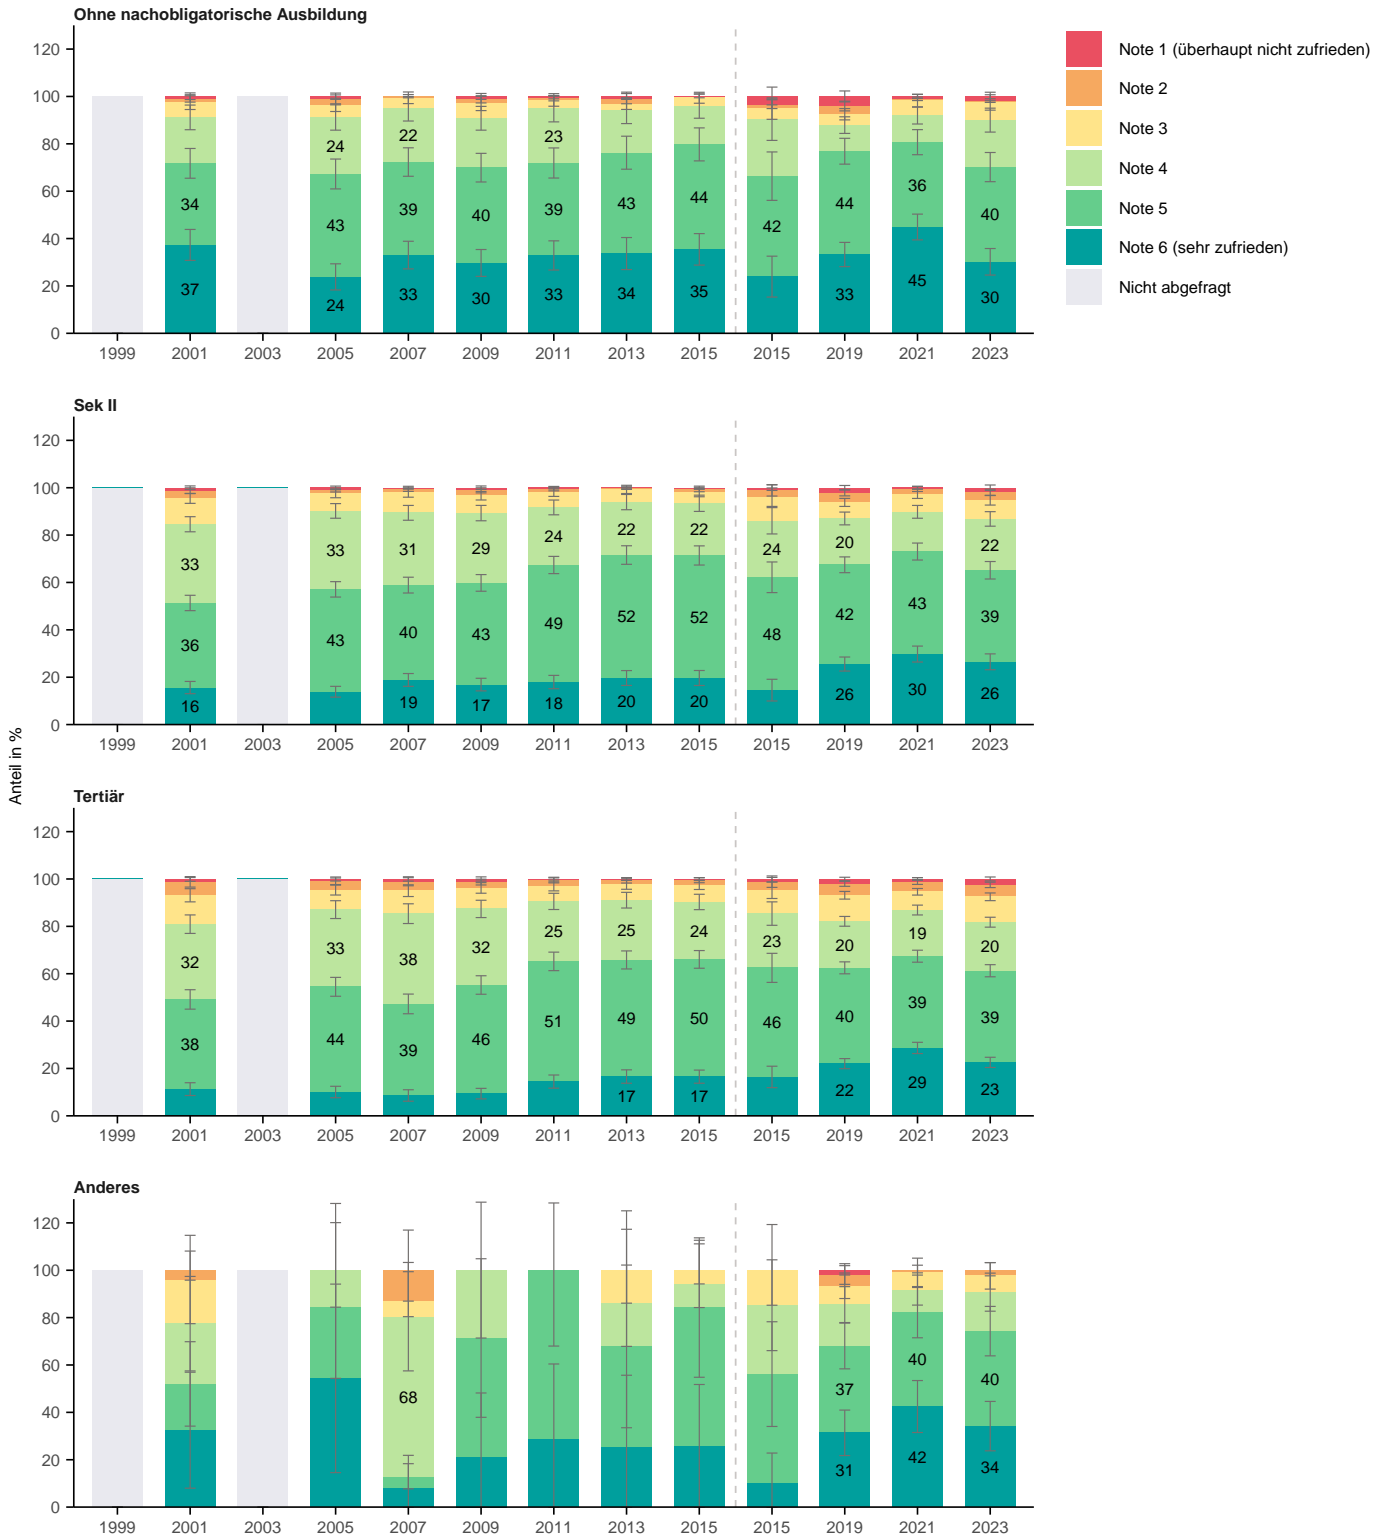 Ohne nachobligatorische Ausbildung
120
100
80
60
40
20
0
37 34
24 43 24
33 39 22
30 40
33 39 23
34 43
35 44
42
33 44
45 36
30 40
1999 2001 2003 2005 2007 2009 2011 2013 2015 2015 2019 2021 2023
Note 1 (überhaupt nicht zufrieden)
Note 2
Note 3
Note 4
Note 5
Note 6 (sehr zufrieden)
Nicht abgefragt
Anteil in %
Sek II
120
100
80
60
40
20
0
16 36 33
43 33
19 40 31
17 43 29
18 49 24
20 52 22
20 52 22
48 24
26 42 20
30 43
26 39 22
1999 2001 2003 2005 2007 2009 2011 2013 2015 2015 2019 2021 2023
Tertiär
120
100
80
60
40
20
0
38 32
44 33
39 38
46 32
51 25
17 49 25
17 50 24
46 23
22 40 20
29 39 19
23 39 20
1999 2001 2003 2005 2007 2009 2011 2013 2015 2015 2019 2021 2023
Anderes
120
100
80
60
40
20
0
68
31 37
42 40
34 40
1999 2001 2003 2005 2007 2009 2011 2013 2015 2015 2019 2021 2023